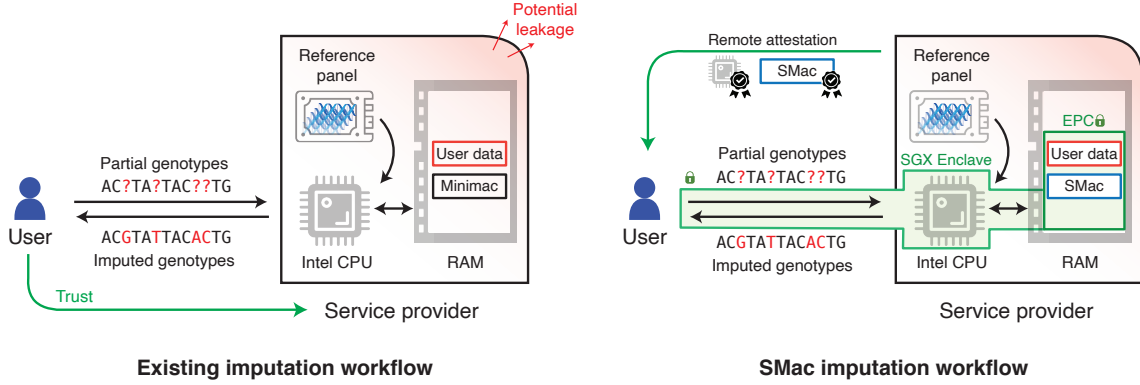 Potential
leakage
Reference
panel
Partial genotypes
AC?TA?TAC??TG
User data
Minimac
User
ACGTATTACACTG
Imputed genotypes
Intel CPU
RAM
Trust
Service provider
Existing imputation workflow
Remote attestation
SMac
Reference
panel
EPC
Partial genotypes
AC?TA?TAC??TG
SGX Enclave
User data
SMac
User
ACGTATTACACTG
Imputed genotypes
Intel CPU
RAM
Service provider
SMac imputation workflow